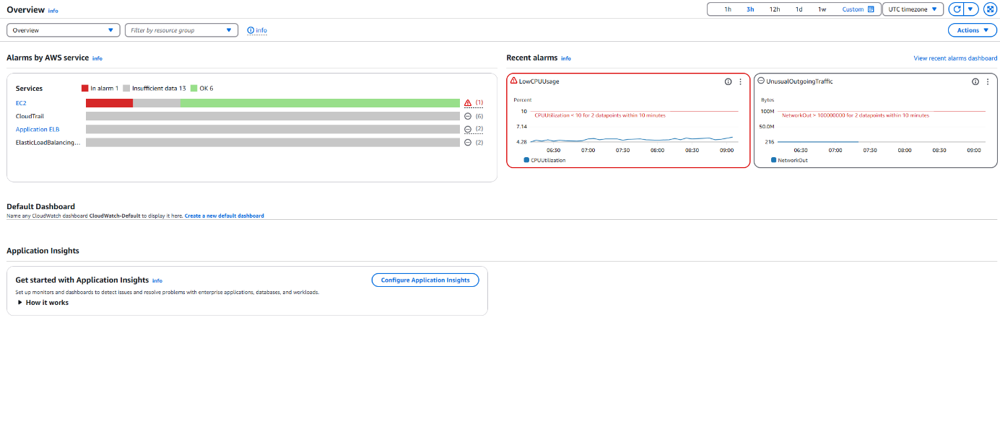 Overview info
1h 3h 12h 1d 1w Custom UTC timezone
Overview Filter by resource group info Actions
Alarms by AWS service info
Services In alarm 1 Insufficient data 13 OK 6
EC2 (1)
CloudTrail (6)
Application ELB (2)
ElasticLoadBalancing... (2)
Recent alarms info View recent alarms dashboard
LowCPUUsage
Percent
10
CPUUtilization < 10 for 2 datapoints within 10 minutes
7.14
4.28
06:30 07:00 07:30 08:00 08:30 09:00
CPUUtilization
UnusualOutgoingTraffic
Bytes
100M
NetworkOut > 100000000 for 2 datapoints within 10 minutes
50.0M
216
06:30 07:00 07:30 08:00 08:30 09:00
NetworkOut
Default Dashboard
Name any CloudWatch dashboard CloudWatch-Default to display it here. Create a new default dashboard
Application Insights
Get started with Application Insights info Configure Application Insights
Set up monitors and dashboards to detect issues and resolve problems with enterprise applications, databases, and workloads.
How it works